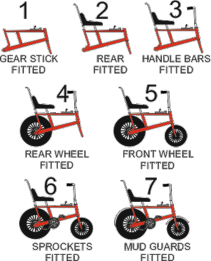 1 2 3
GEAR STICK FITTED
REAR FITTED
HANDLE BARS FITTED
4 5
REAR WHEEL FITTED
FRONT WHEEL FITTED
6 7
SPROCKETS FITTED
MUD GUARDS FITTED